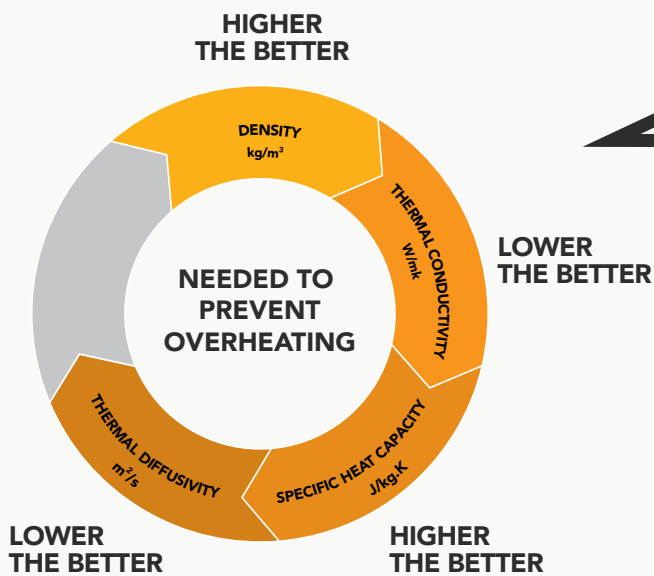 HIGHER
THE BETTER
DENSITY
kg/m³
THERMAL CONDUCTIVITY
W/mk
LOWER
THE BETTER
NEEDED TO
PREVENT
OVERHEATING
SPECIFIC HEAT CAPACITY
J/kg.K
HIGHER
THE BETTER
THERMAL DIFFUSIVITY
m²/s
LOWER
THE BETTER